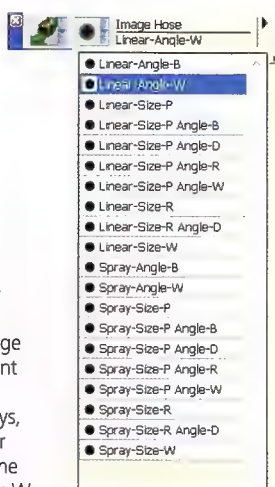 Image Hose
Linear-Angle-W
Linear-Angle-B
Linear-Angle-W
Linear-Size-P
Linear-Size-P Angle-B
Linear-Size-P Angle-D
Linear-Size-P Angle-R
Linear-Size-P Angle-W
Linear-Size-R
Linear-Size-R Angle-D
Linear-Size-W
Spray-Angle-B
Spray-Angle-W
Spray-Size-P
Spray-Size-P Angle-B
ge
Spray-Size-P Angle-D
nt
Spray-Size-P Angle-R
Spray-Size-P Angle-W
ys,
Spray-Size-R
r
Spray-Size-R Angle-D
ne
Spray-Size-W
W